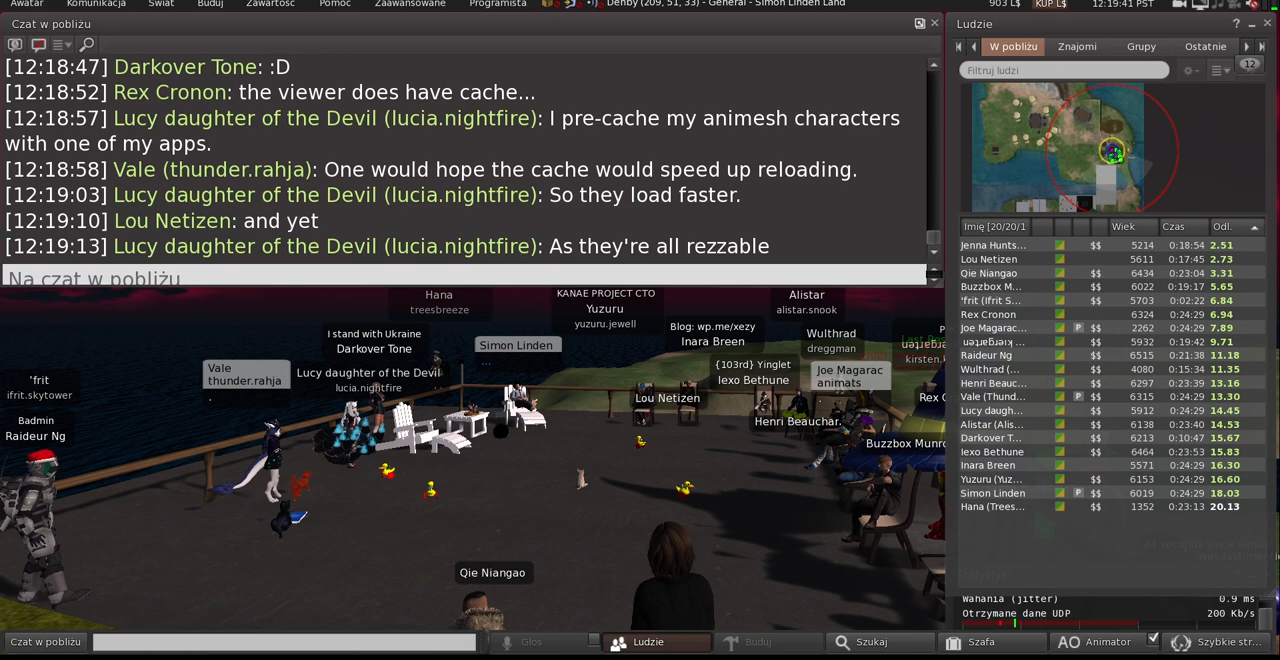 Awatar Komunikacja Świat Buduj Zawartość Pomoc Zaawansowane Programista Denby (209, 51, 33) - General - Simon Linden Land 903 L$ KUP L$ 12:19:41 PST
Czat w pobliżu
[12:18:47] Darkover Tone: :D
[12:18:52] Rex Cronon: the viewer does have cache...
[12:18:57] Lucy daughter of the Devil (lucia.nightfire): I pre-cache my animesh characters
with one of my apps.
[12:18:58] Vale (thunder.rahja): One would hope the cache would speed up reloading.
[12:19:03] Lucy daughter of the Devil (lucia.nightfire): So they load faster.
[12:19:10] Lou Netizen: and yet
[12:19:13] Lucy daughter of the Devil (lucia.nightfire): As they're all rezzable
Na czat w pobliżu
Hana
treesbreeze
KANAE PROJECT CTO
Yuzuru
yuzuru.jewell
Alistar
alistar.snook
I stand with Ukraine
Darkover Tone
Simon Linden
...
Blog: wp.me/xezy
Inara Breen
Wulthrad
dreggman
kirsten.
Vale
thunder.rahja
.
Lucy daughter of the Devil
lucia.nightfire
{103rd} Yinglet
Iexo Bethune
Joe Magarac
animats
'frit
ifrit.skytower
Lou Netizen
Rex C
Badmin
Raideur Ng
Henri Beauchar.
Buzzbox Munro
Qie Niangao
Ludzie
W pobliżu Znajomi Grupy Ostatnie
Filtruj ludzi
12
Imię [20/20/1 Wiek Czas Odl.
Jenna Hunts... $$ 5214 0:18:54 2.51
Lou Netizen 5611 0:17:45 2.73
Qie Niangao $$ 6434 0:23:04 3.31
Buzzbox M... $$ 6022 0:19:17 5.65
'frit (Ifrit S... $$ 5703 0:02:22 6.84
Rex Cronon 6324 0:24:29 6.94
Joe Magarac... P $$ 2262 0:24:29 7.89
$$ 5932 0:19:42 9.71
Raideur Ng $$ 6515 0:21:38 11.18
Wulthrad (... $$ 4080 0:15:34 11.35
Henri Beauc... $$ 6297 0:23:39 13.16
Vale (Thund... P $$ 6315 0:24:29 13.30
Lucy daugh... $$ 5912 0:24:29 14.45
Alistar (Alis... $$ 6138 0:23:40 14.53
Darkover T... $$ 6213 0:10:47 15.67
Iexo Bethune $$ 6464 0:23:53 15.83
Inara Breen 5571 0:24:29 16.30
Yuzuru (Yuz... $$ 6153 0:24:29 16.60
Simon Linden P $$ 6019 0:24:29 18.03
Hana (Trees... $$ 1352 0:23:13 20.13
Wahania (jitter) 0.9 ms
Otrzymane dane UDP 200 Kb/s
Czat w pobliżu Głos Ludzie Buduj Szukaj Szafa AO Animator Szybkie str...